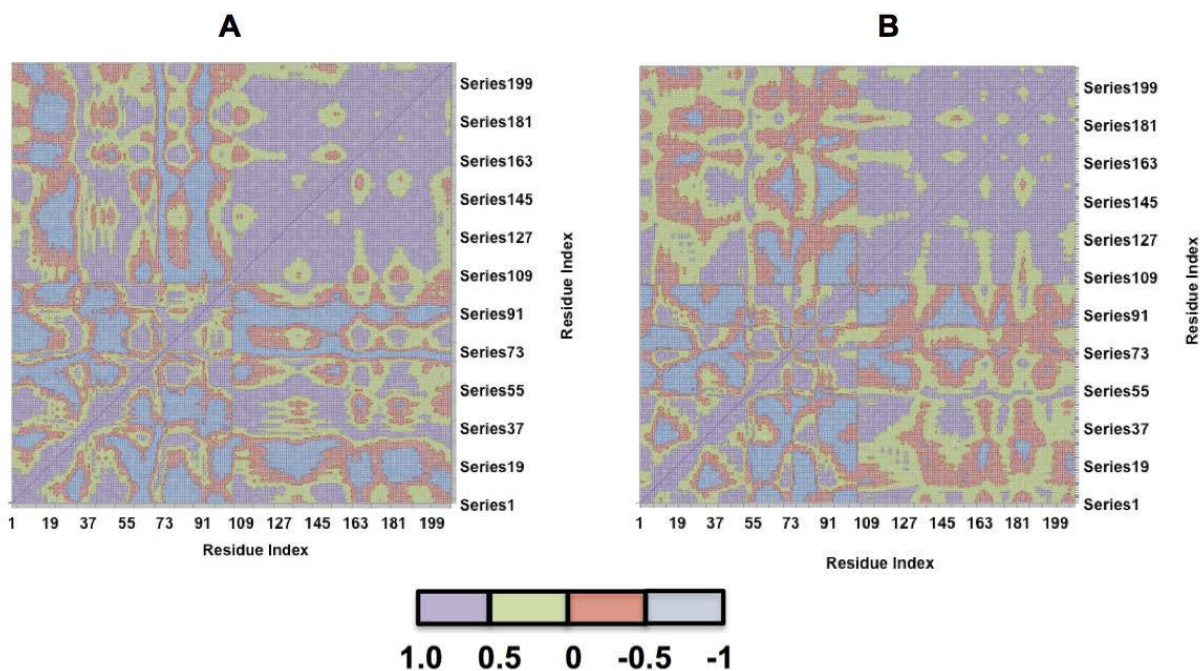 A
B
Series199
Series181
Series163
Series145
Series127
Series109
Series91
Series73
Series55
Series37
Series19
Series1
Residue Index
1 19 37 55 73 91 109 127 145 163 181 199
Residue Index
Series199
Series181
Series163
Series145
Series127
Series109
Series91
Series73
Series55
Series37
Series19
Series1
Residue Index
1 19 37 55 73 91 109 127 145 163 181 199
Residue Index
1.0 0.5 0 -0.5 -1